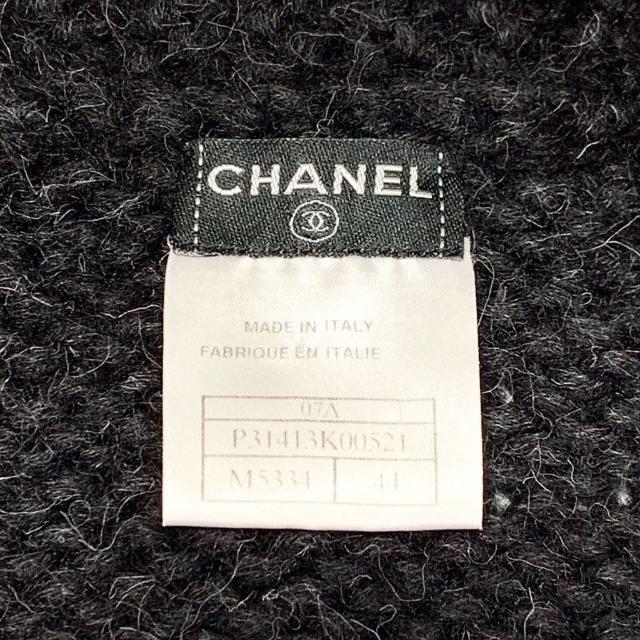 CHANEL
MADE IN ITALY
FABRIQUE EN ITALIE
07A
P31413K00521
M5334 44